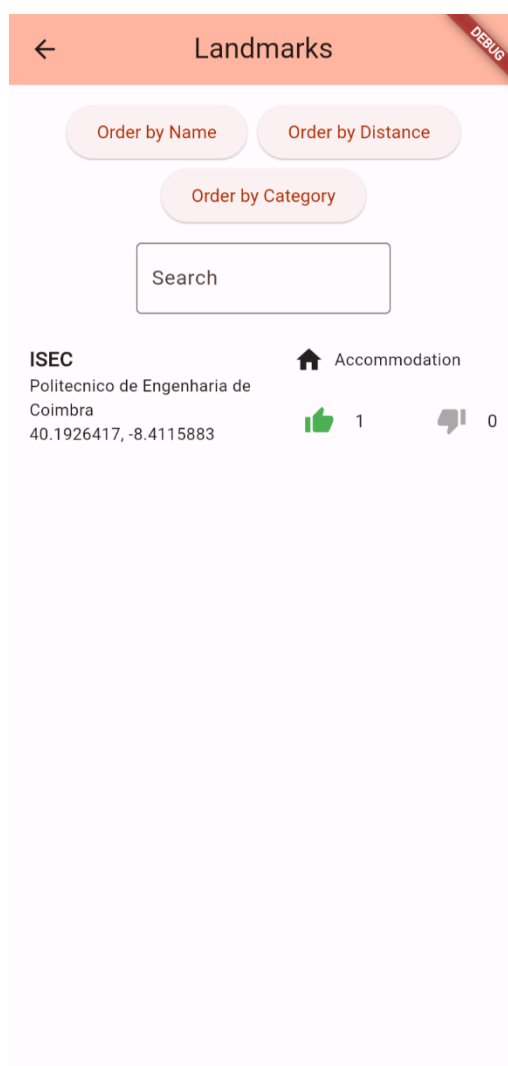 Landmarks
DEBUG
Order by Name
Order by Distance
Order by Category
Search
ISEC
Accommodation
Politecnico de Engenharia de
Coimbra
40.1926417, -8.4115883
1
0